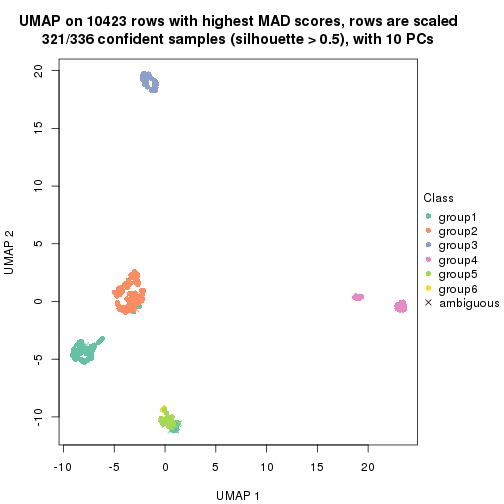 UMAP on 10423 rows with highest MAD scores, rows are scaled
321/336 confident samples (silhouette > 0.5), with 10 PCs
20
15
10
5
0
-5
-10
UMAP 2
-10
-5
0
5
10
15
20
UMAP 1
Class
group1
group2
group3
group4
group5
group6
ambiguous